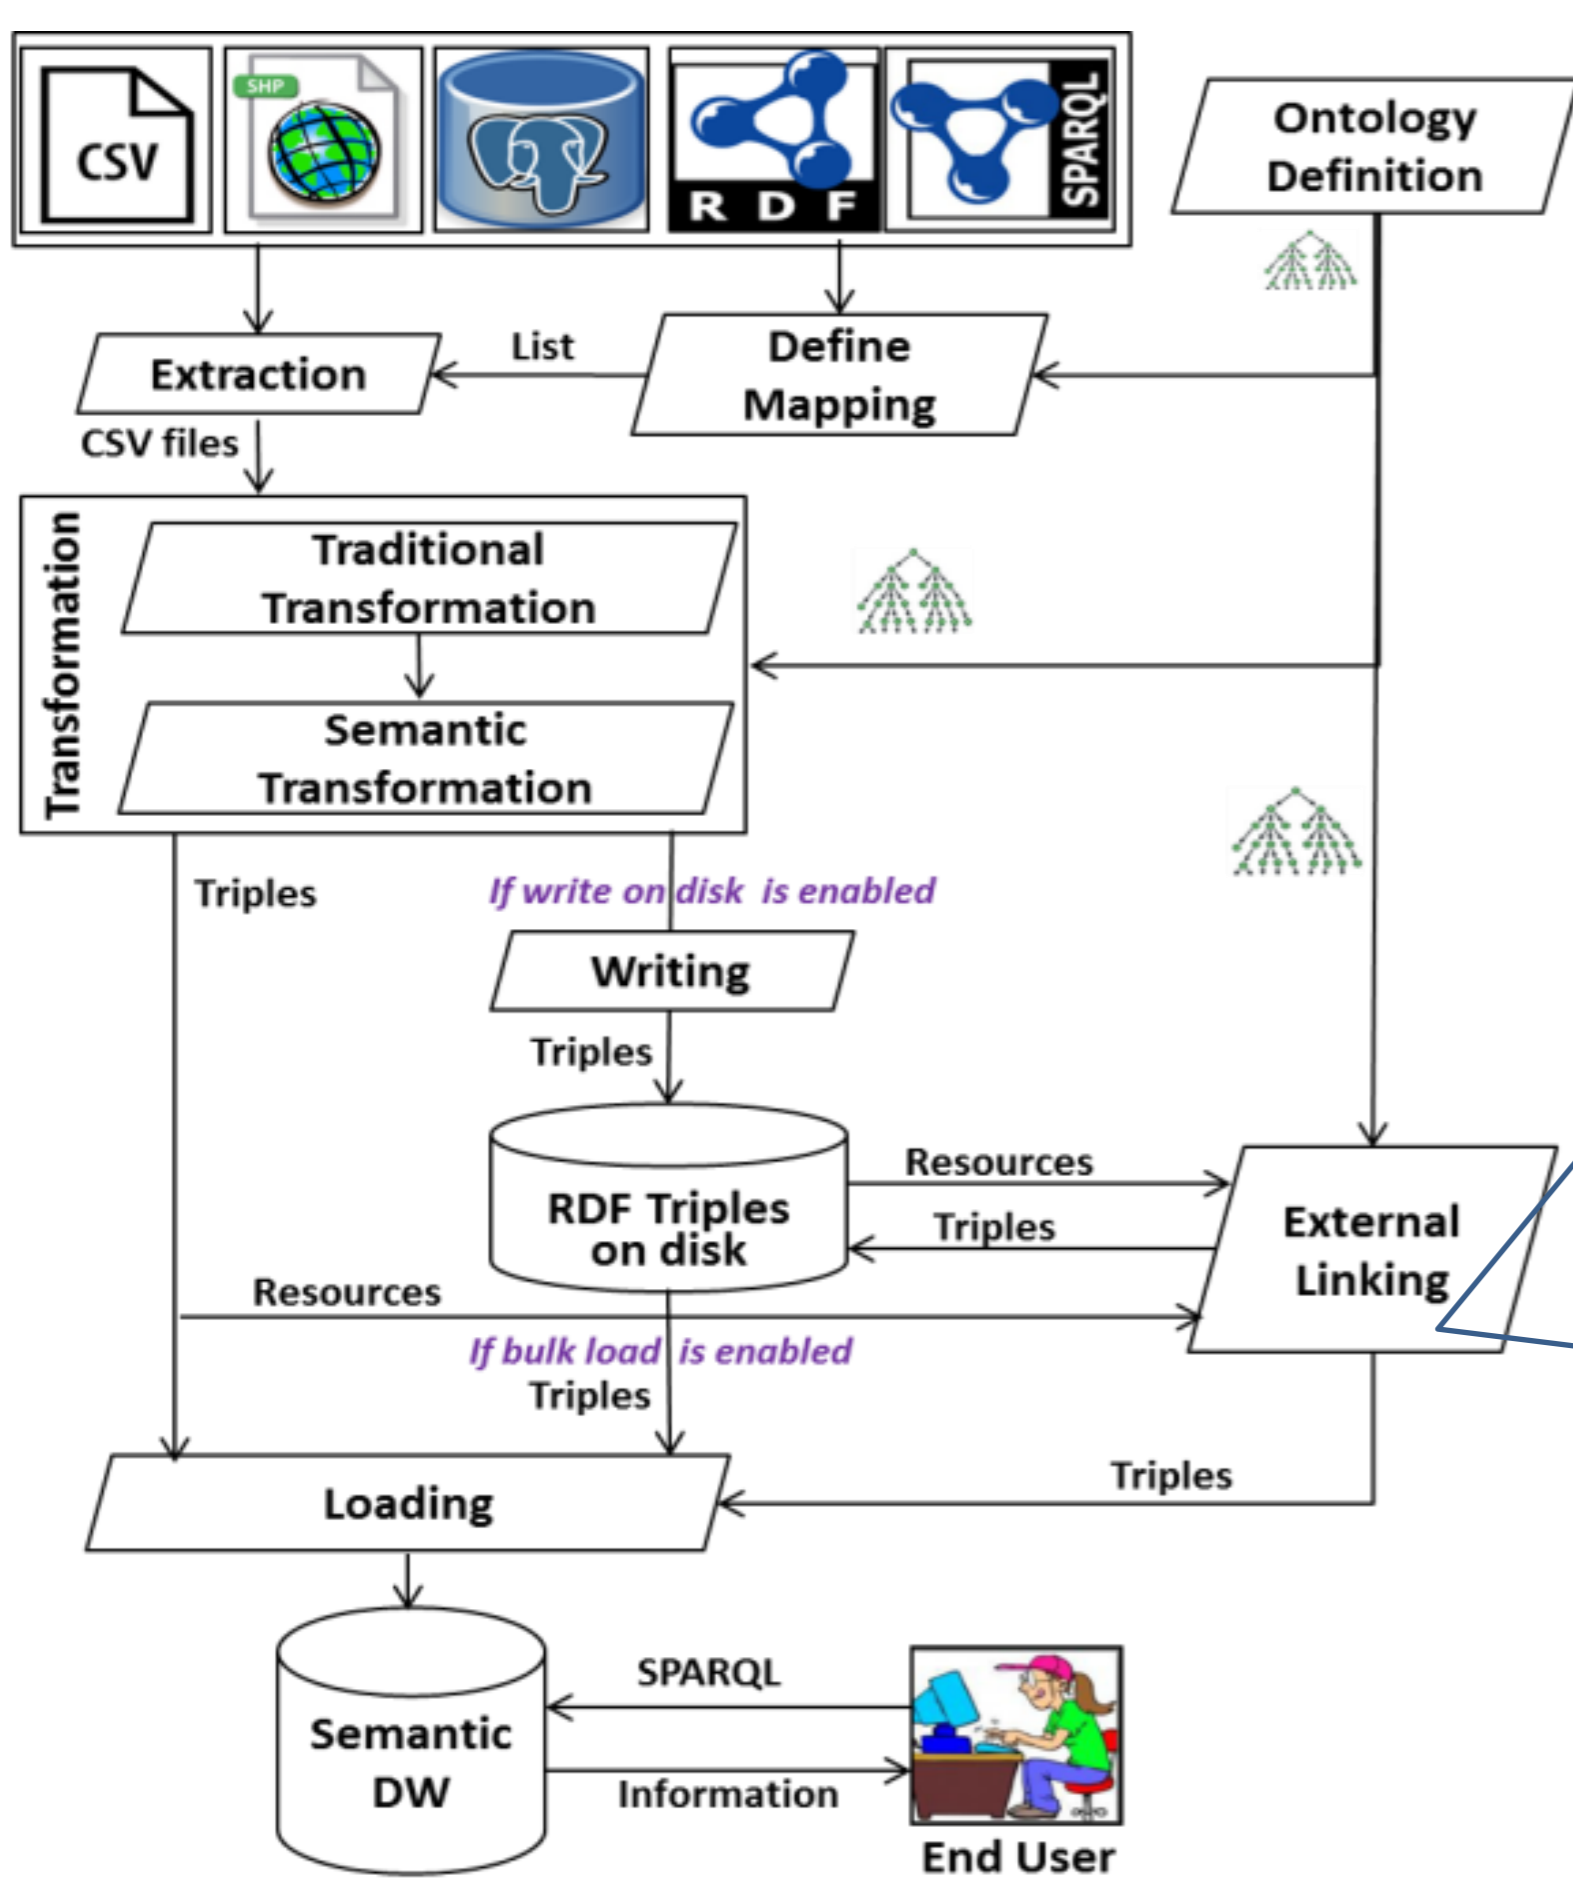 CSV
SHP
RDF
SPARQL
Ontology
Definition
Extraction
List
Define
Mapping
CSV files
Transformation
Traditional
Transformation
Semantic
Transformation
Triples
If write on disk is enabled
Writing
Triples
RDF Triples
on disk
Resources
Triples
External
Linking
Resources
If bulk load is enabled
Triples
Loading
Triples
Semantic
DW
SPARQL
Information
End User